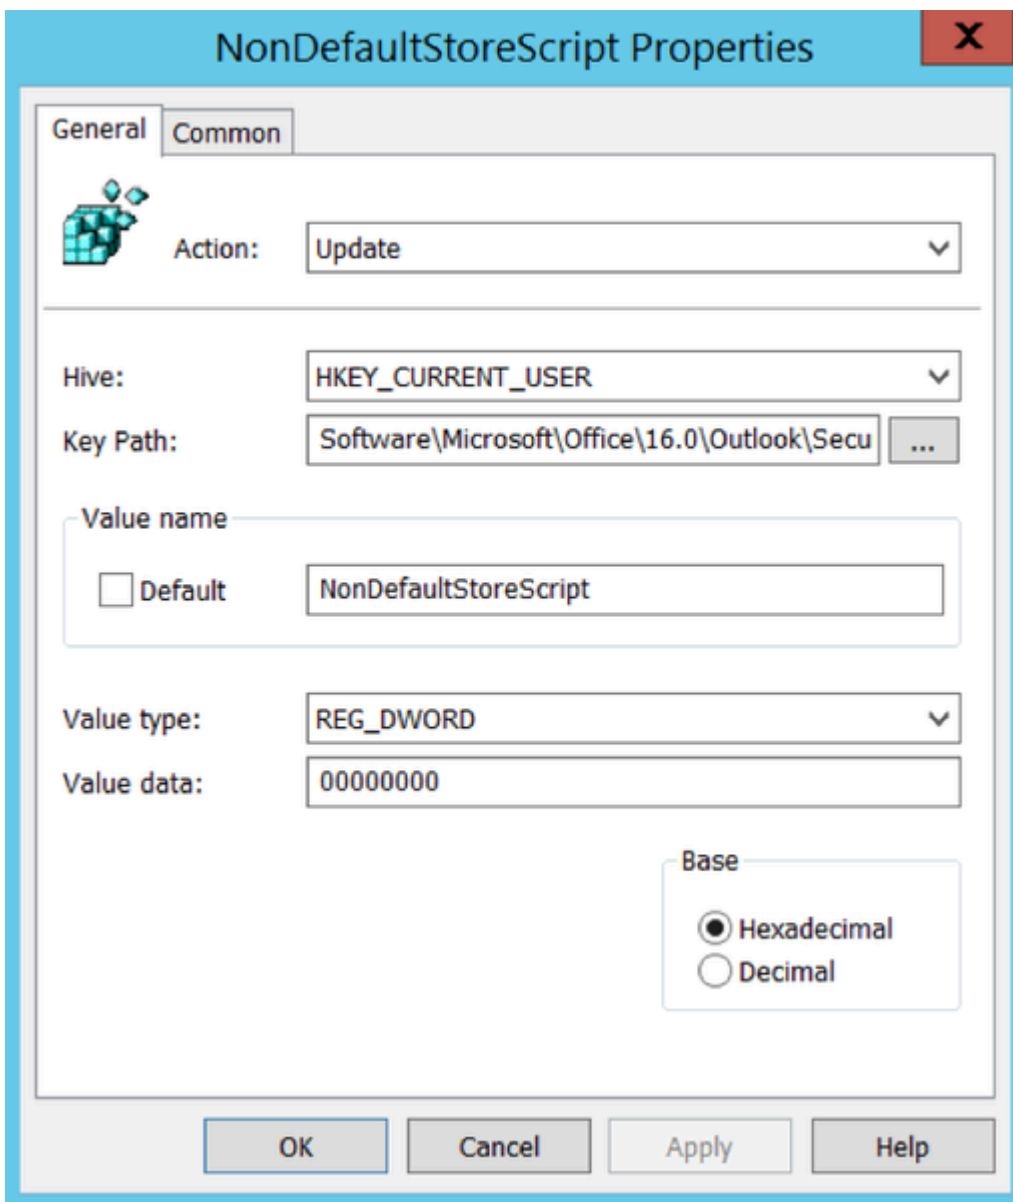 NonDefaultStoreScript Properties
X
General Common
Action: Update
Hive: HKEY_CURRENT_USER
Key Path: Software\Microsoft\Office\16.0\Outlook\Secu ...
Value name
Default NonDefaultStoreScript
Value type: REG_DWORD
Value data: 00000000
Base
Hexadecimal
Decimal
OK Cancel Apply Help